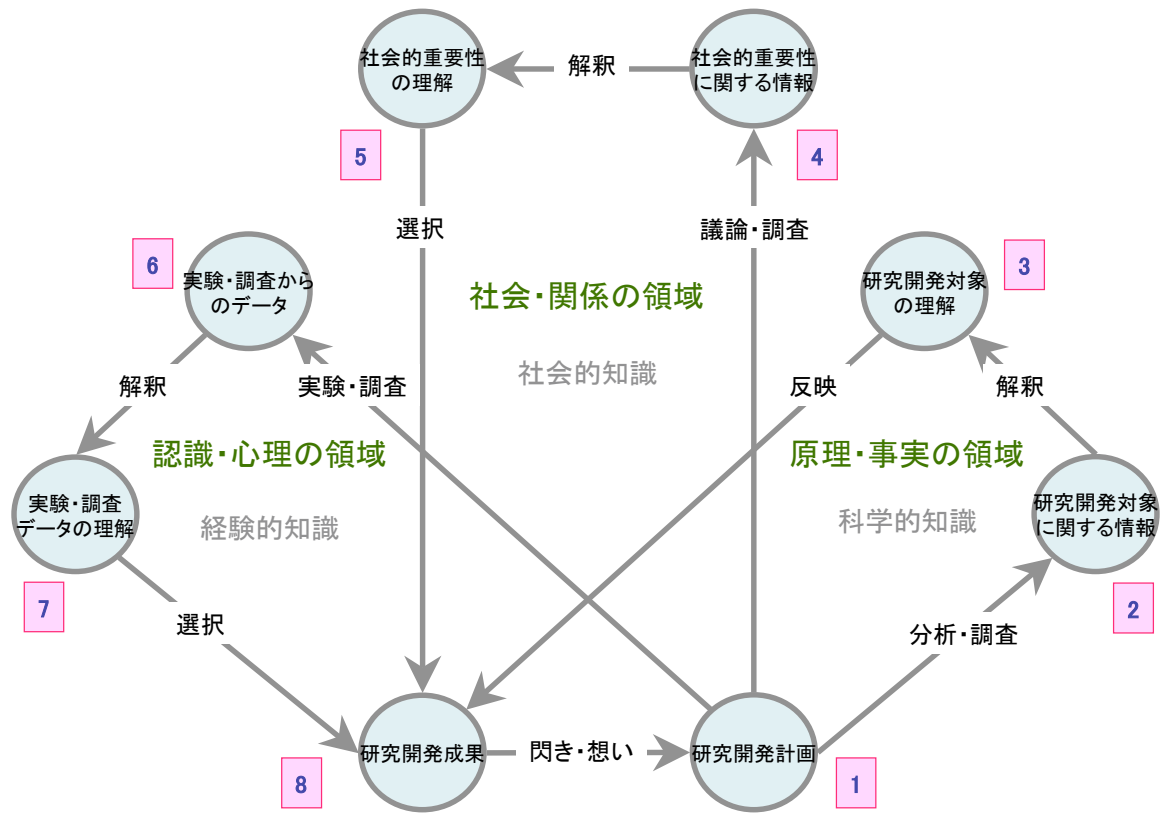 社会的重要性
の理解
解釈
社会的重要性
に関する情報
5
4
選択
議論・調査
6
実験・調査から
のデータ
社会・関係の領域
研究開発対象
の理解
3
社会的知識
解釈
実験・調査
反映
解釈
認識・心理の領域
原理・事実の領域
実験・調査
データの理解
経験的知識
科学的知識
研究開発対象
に関する情報
7
2
選択
分析・調査
研究開発成果
閃き・想い
研究開発計画
8
1